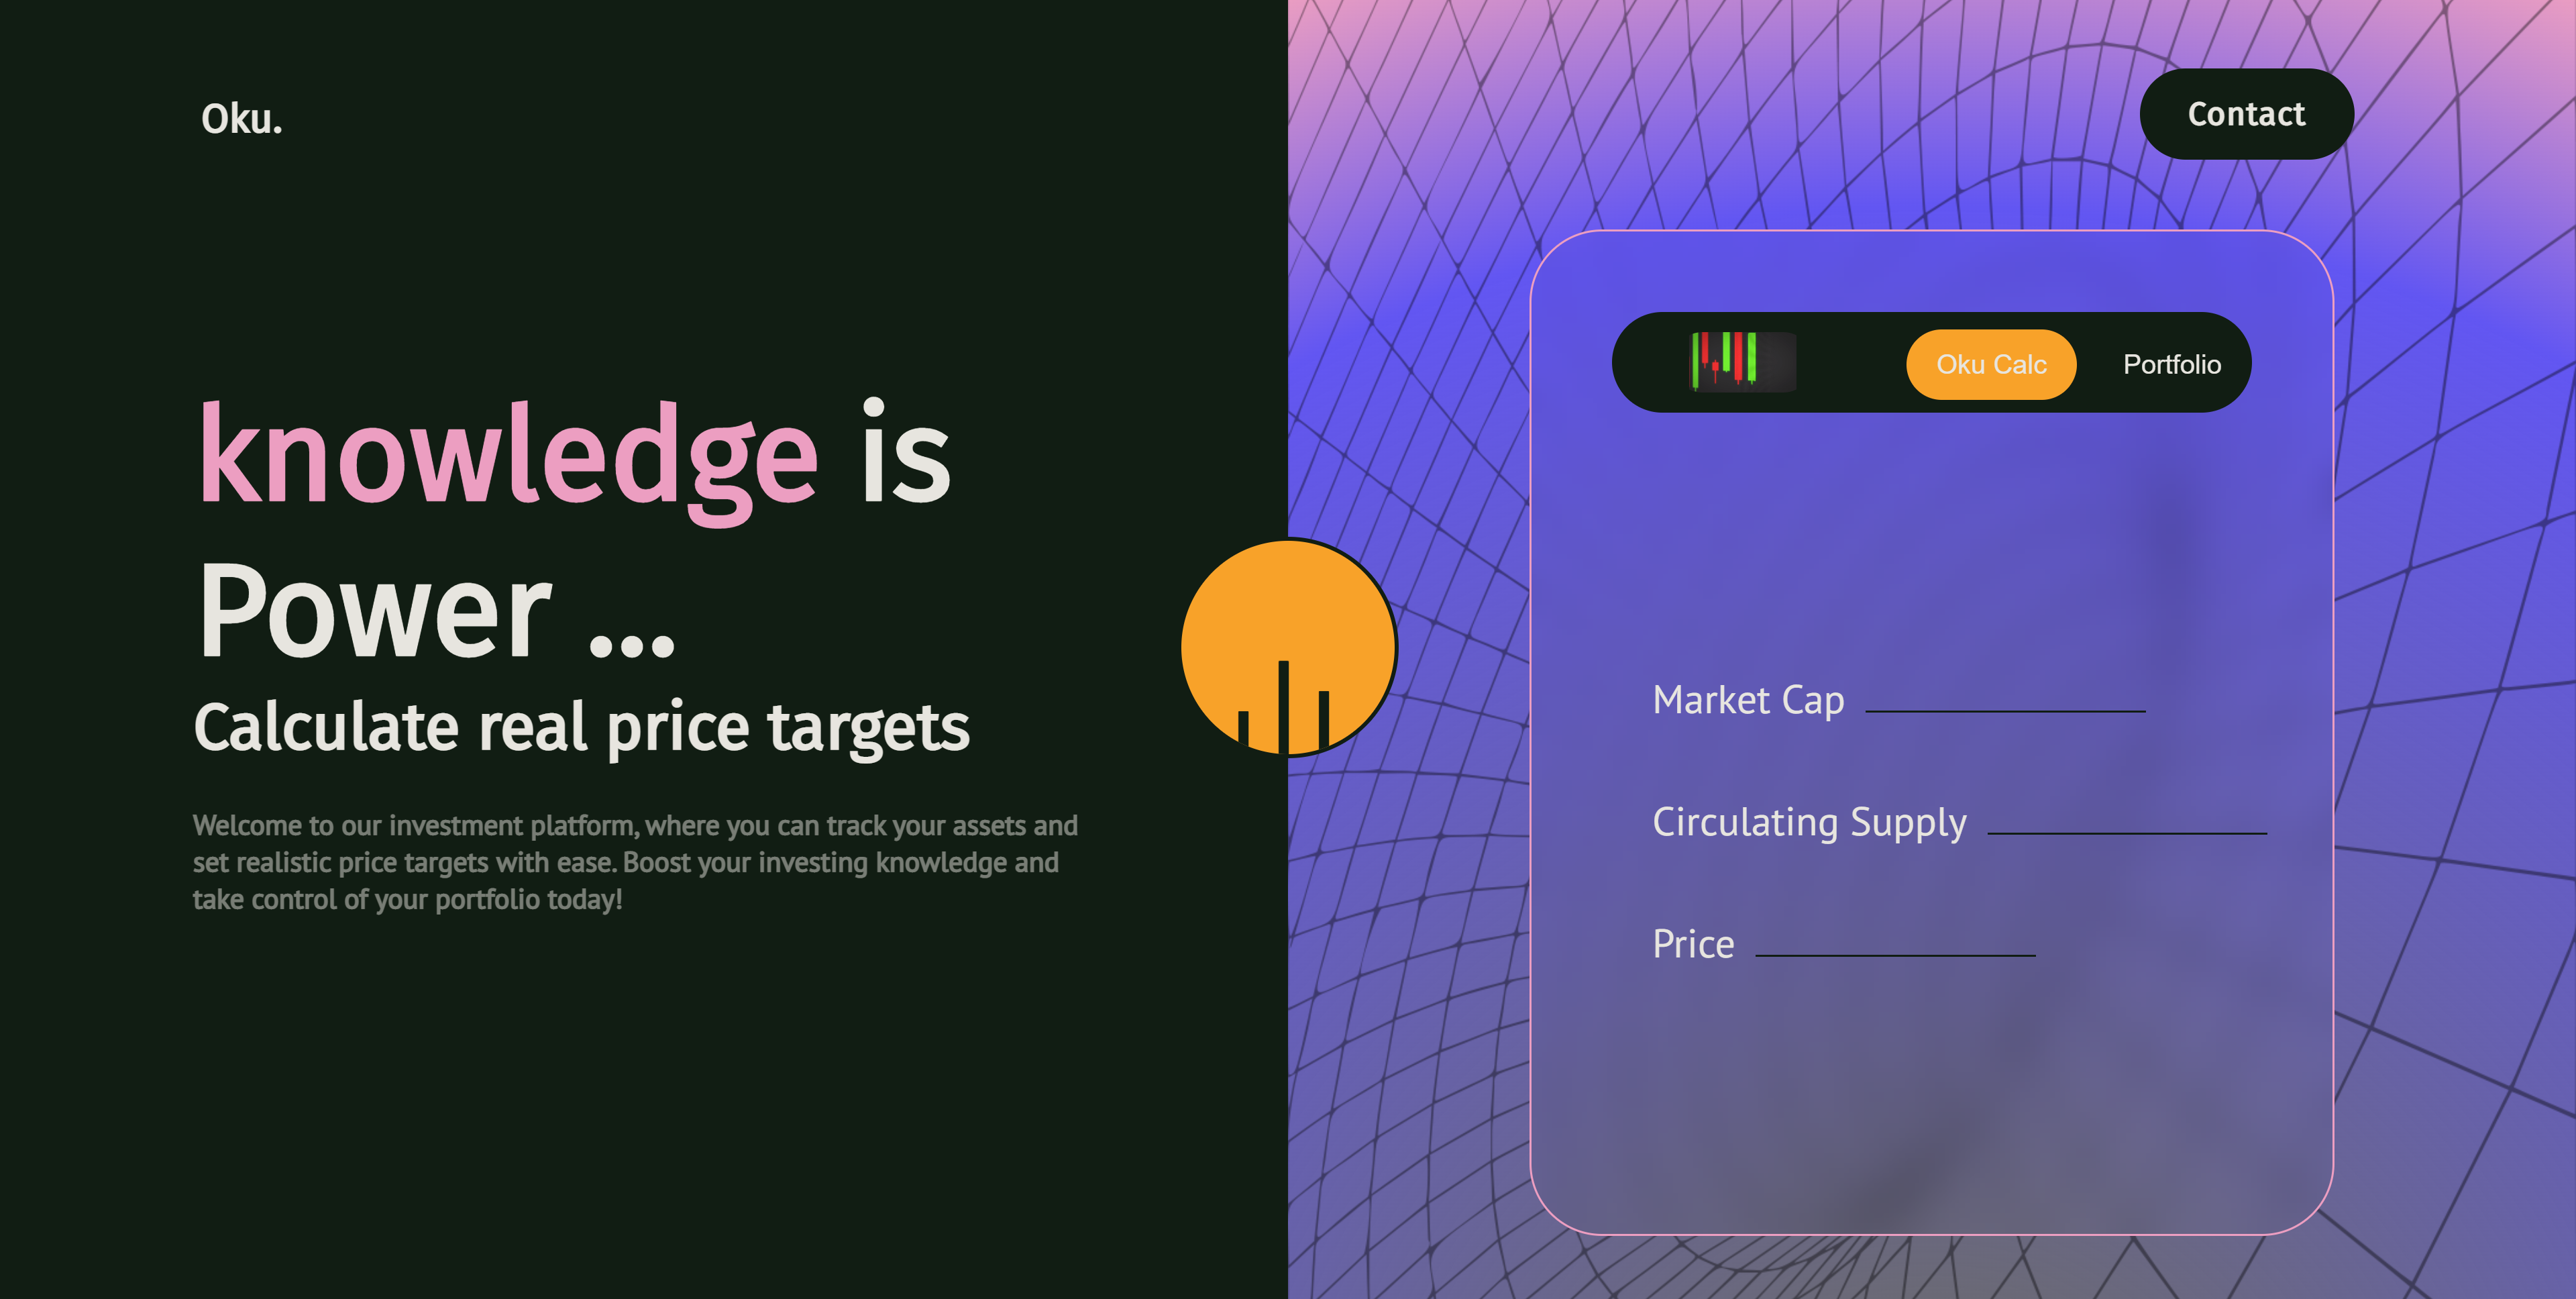 Oku.
Contact
knowledge is
Power ...
Calculate real price targets
Welcome to our investment platform, where you can track your assets and
set realistic price targets with ease. Boost your investing knowledge and
take control of your portfolio today!
Oku Calc
Portfolio
Market Cap
Circulating Supply
Price